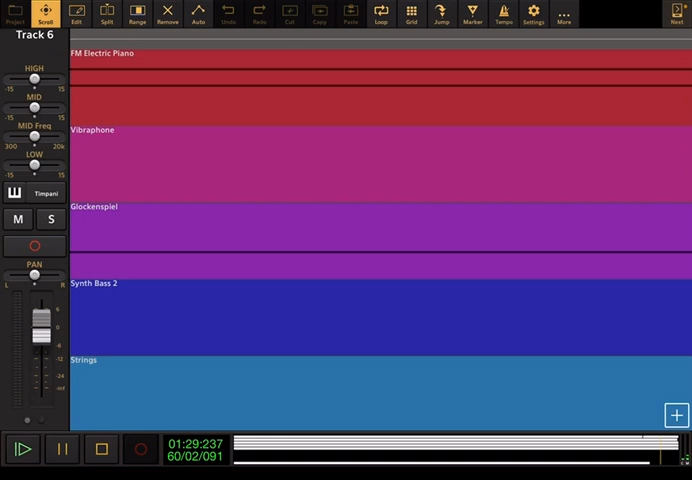 Project Scroll Edit Split Range Remove Auto Undo Redo Cut Copy Paste Loop Grid Jump Marker Tempo Settings More Next
Track 6
FM Electric Piano
HIGH
-15 15
MID
-15 15
MID Freq
300 20k
Vibraphone
LOW
-15 15
Timpani
Glockenspiel
M S
PAN
L R
Synth Bass 2
6
0
-6
-12
-24
-inf
Strings
01:29:237
60/02/091